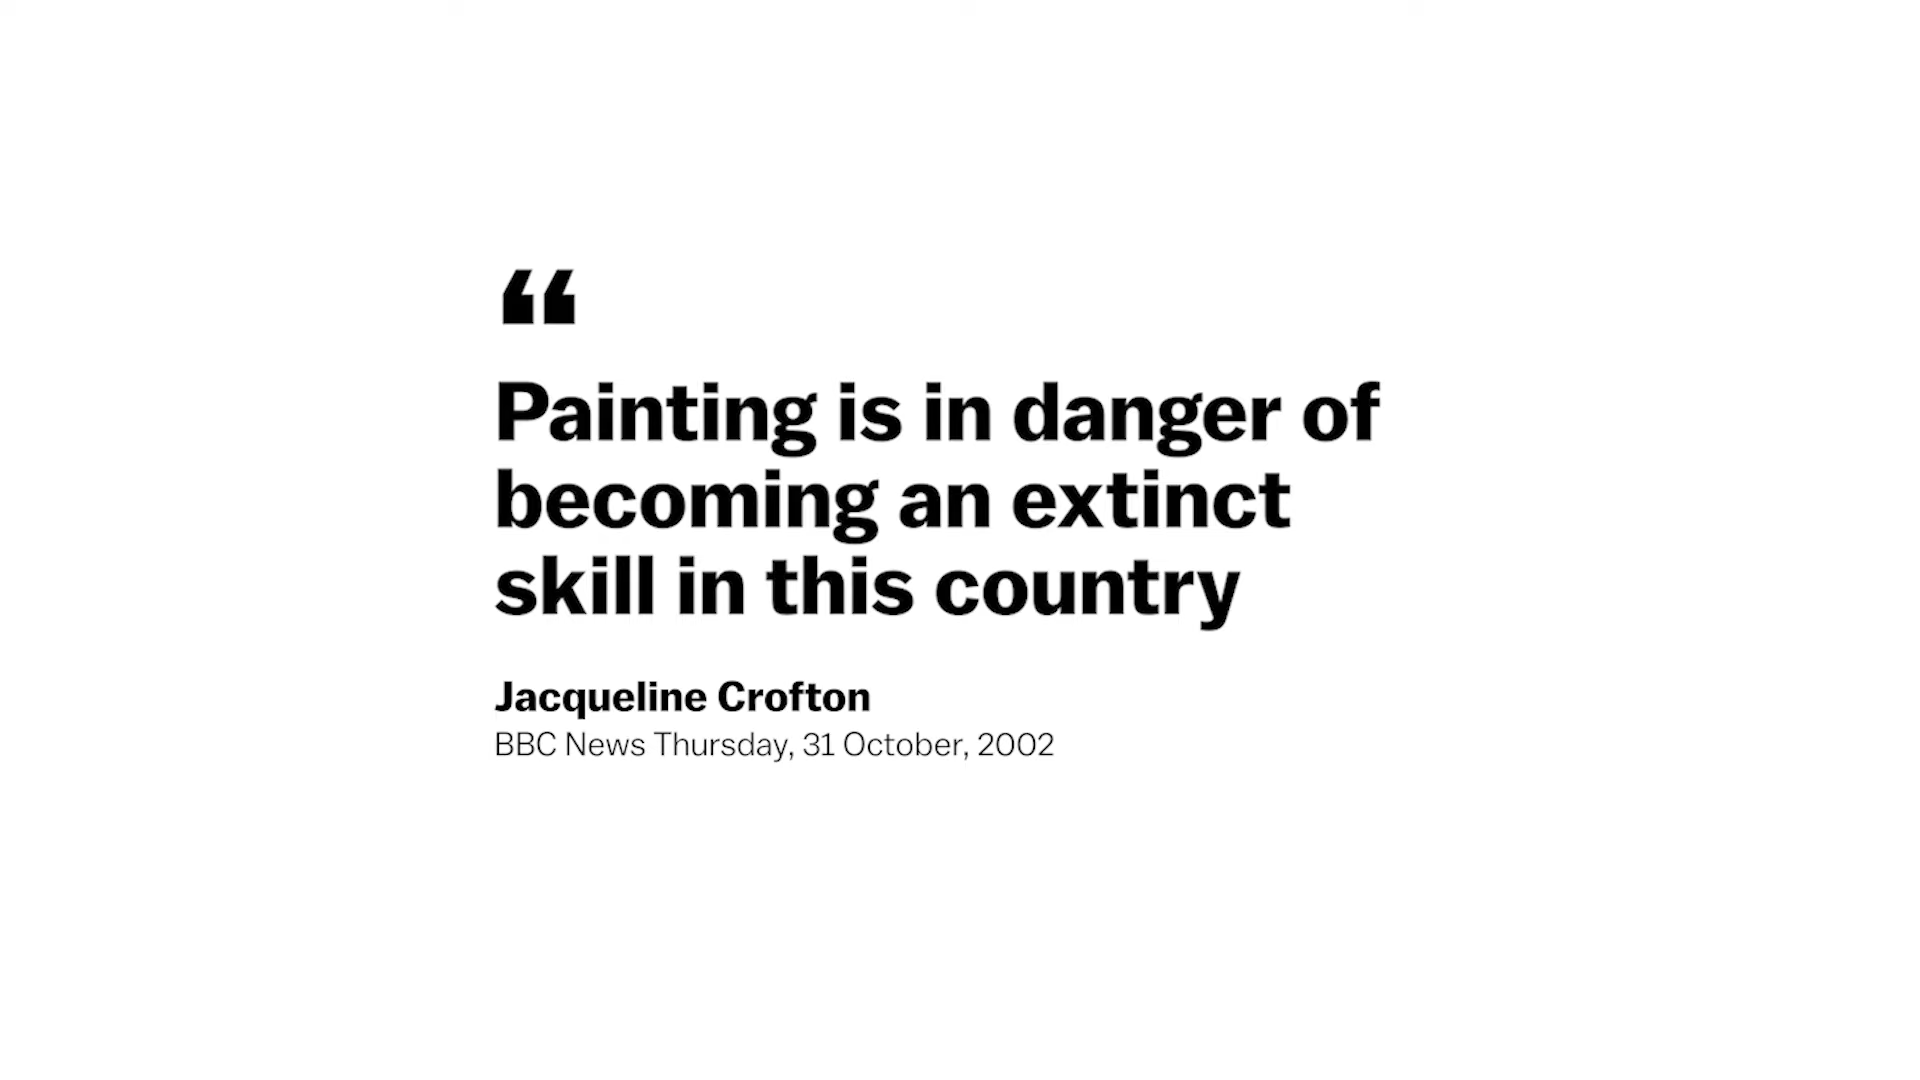 “
Painting is in danger of
becoming an extinct
skill in this country
Jacqueline Crofton
BBC News Thursday, 31 October, 2002